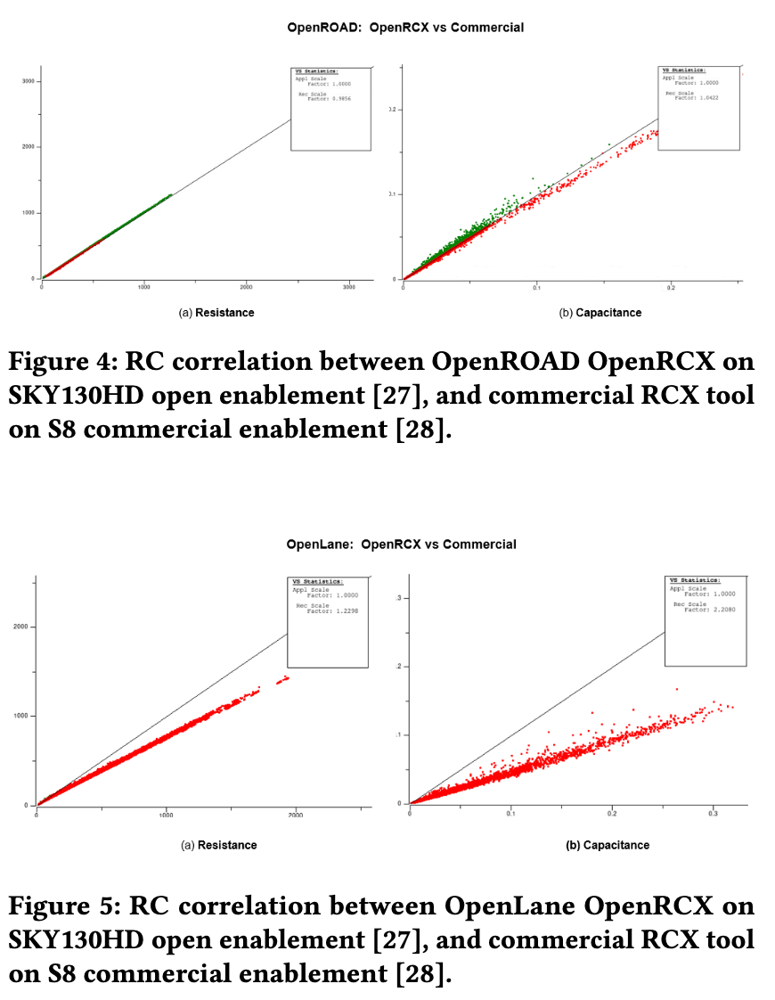 OpenROAD: OpenRCX vs Commercial
VS Statistics:
Appl Scale
Factor: 1.0000
Rec Scale
Factor: 0.9856
3000
2000
1000
0
0
1000
2000
3000
(a) Resistance
VS Statistics:
Appl Scale
Factor: 1.0000
Rec Scale
Factor: 1.0422
0.2
0.1
0
0
0.1
0.2
(b) Capacitance
Figure 4: RC correlation between OpenROAD OpenRCX on
SKY130HD open enablement [27], and commercial RCX tool
on S8 commercial enablement [28].
OpenLane: OpenRCX vs Commercial
VS Statistics:
Appl Scale
Factor: 1.0000
Rec Scale
Factor: 1.2298
2000
1000
0
0
1000
2000
(a) Resistance
VS Statistics:
Appl Scale
Factor: 1.0000
Rec Scale
Factor: 2.2080
.3
.2
.1
0
0
0.1
0.2
0.3
(b) Capacitance
Figure 5: RC correlation between OpenLane OpenRCX on
SKY130HD open enablement [27], and commercial RCX tool
on S8 commercial enablement [28].